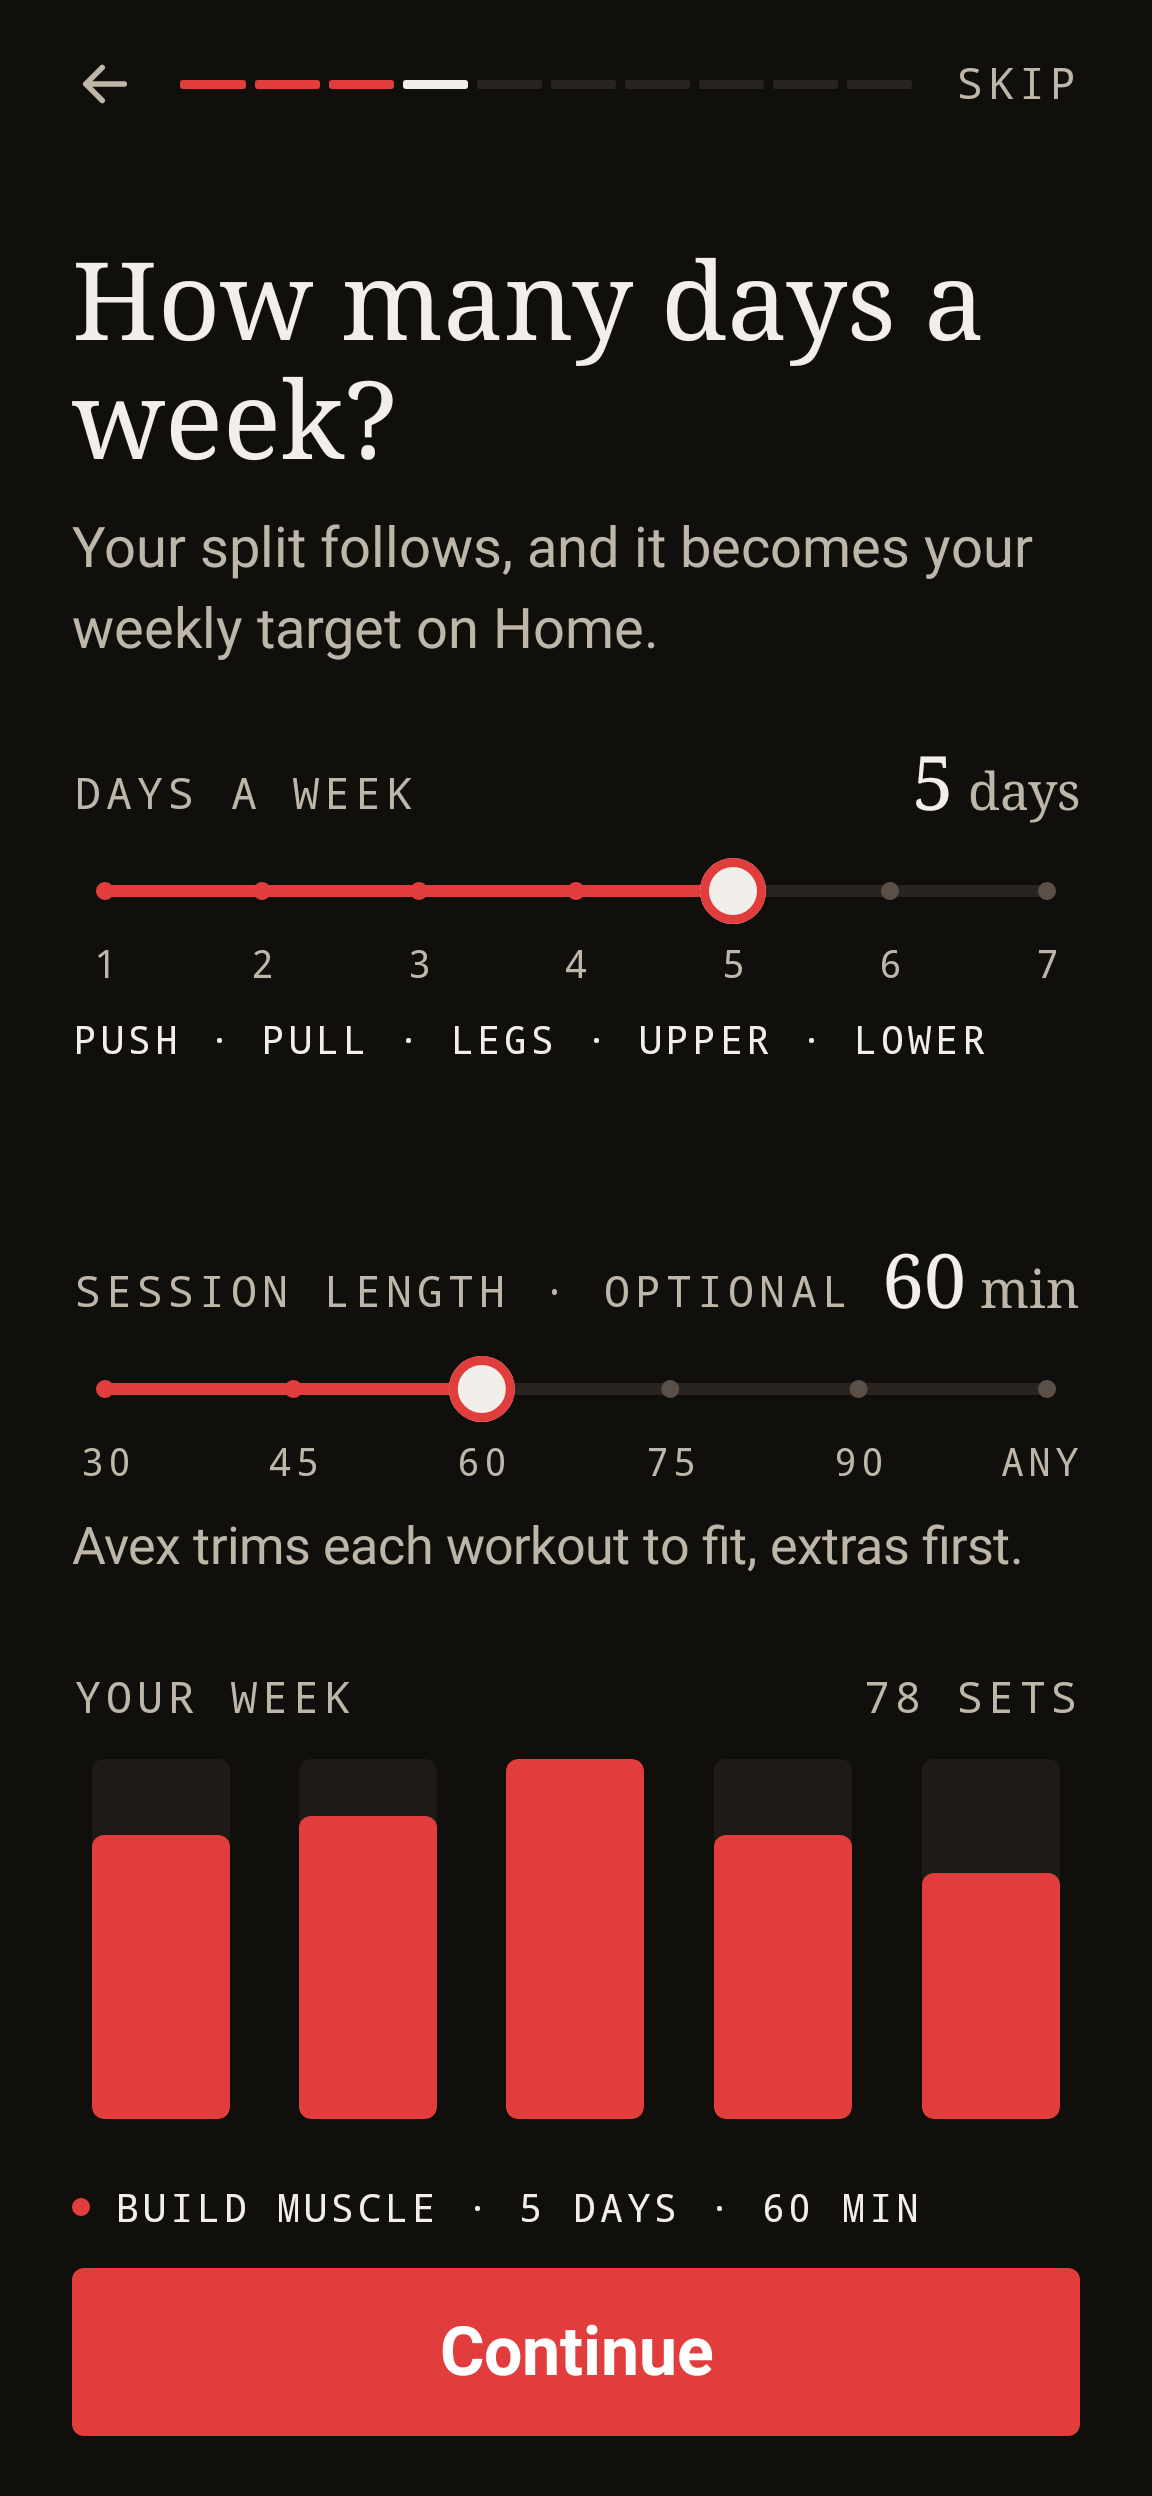 SKIP
How many days a
week?
Your split follows, and it becomes your
weekly target on Home.
DAYS A WEEK 5 days
1 2 3 4 5 6 7
PUSH · PULL · LEGS · UPPER · LOWER
SESSION LENGTH · OPTIONAL 60 min
30 45 60 75 90 ANY
Avex trims each workout to fit, extras first.
YOUR WEEK 78 SETS
BUILD MUSCLE · 5 DAYS · 60 MIN
Continue